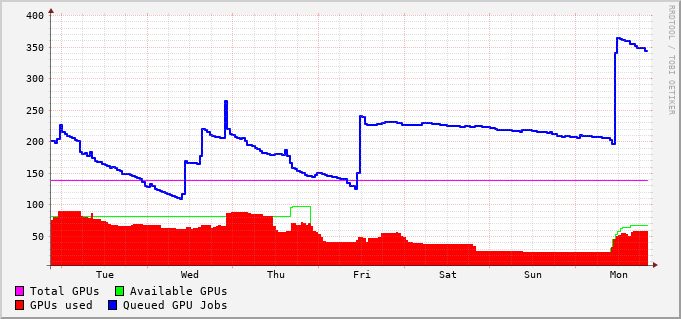 400
350
300
250
200
150
100
50
Tue Wed Thu Fri Sat Sun Mon
Total GPUs Available GPUs
GPUs used Queued GPU Jobs
RRDTOOL / TOBI OETIKER